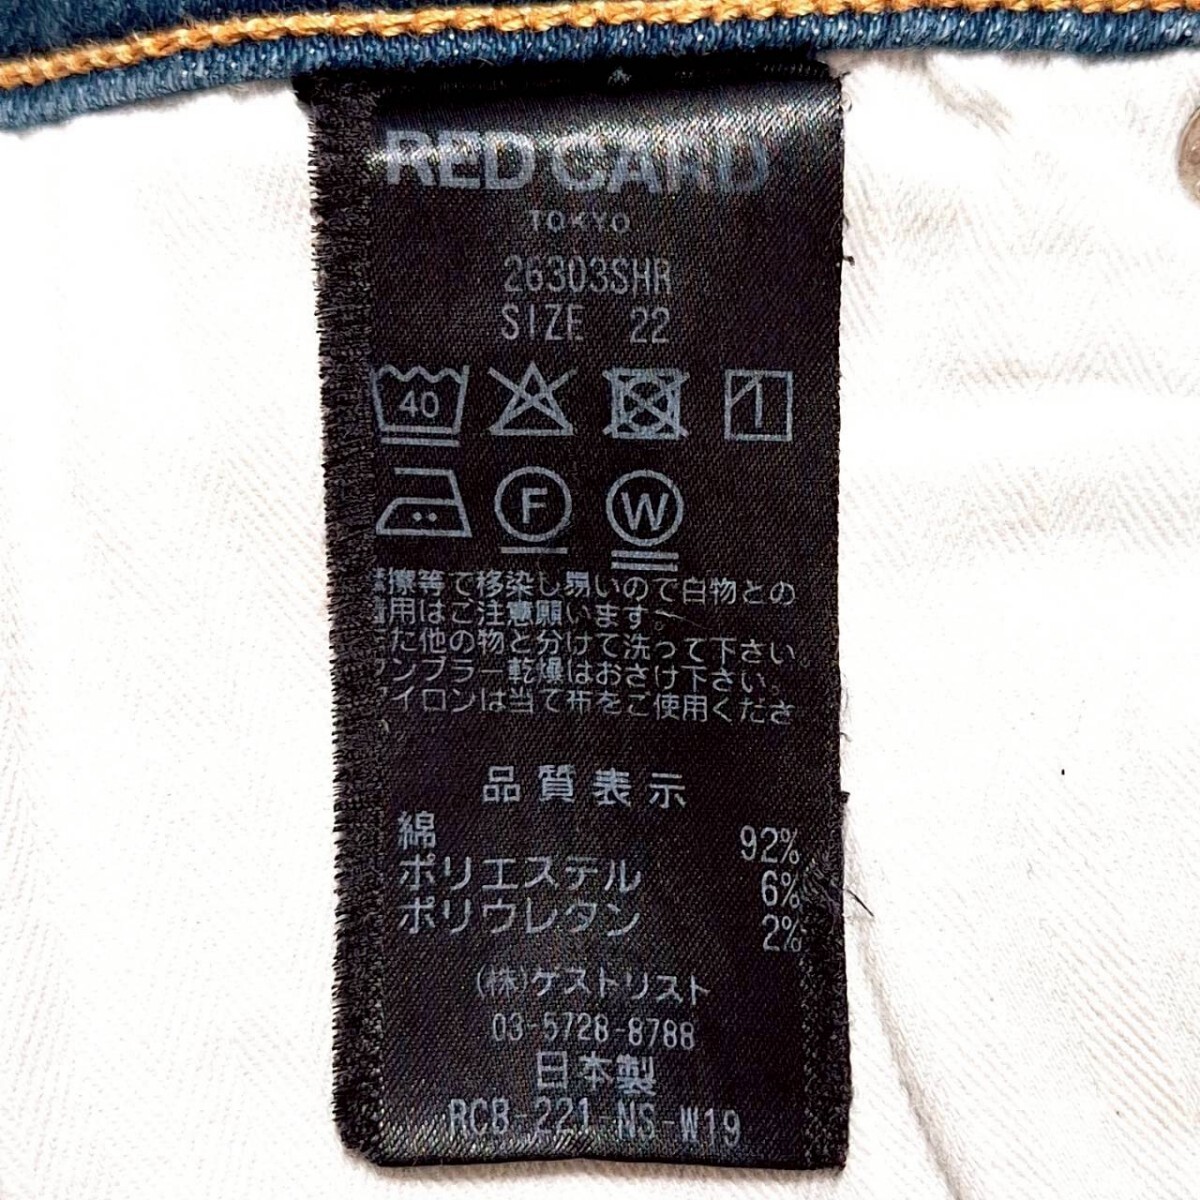 RED CARD
TOKYO
26303SHR
SIZE 22
40
F W
擦等で移染し易いので白物との
用はご注意願います。
た他の物と分けて洗って下さい。
ンブラー乾燥はおさけ下さい。
イロンは当て布をご使用くださ
品質表示
綿 92%
ポリエステル 6%
ポリウレタン 2%
(株)ゲストリスト
03-5728-8788
日本製
RCB-221-NS-W19